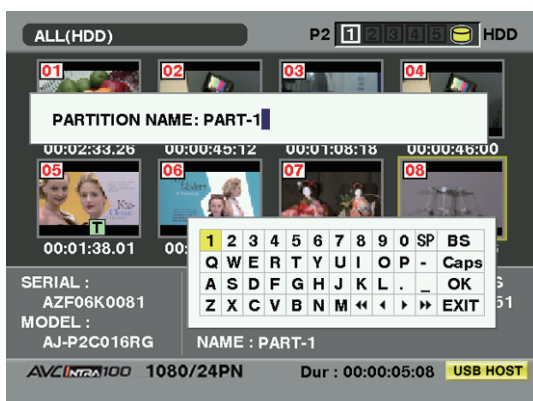 ALL(HDD)
P2 1 2 3 4 5 HDD
01 02 03 04
PARTITION NAME: PART-1
00:02:33.26 00:00:45:12 00:01:08:18 00:00:46:00
05 06 07 08
T
00:01:38.01 00:
1 2 3 4 5 6 7 8 9 0 SP BS
Q W E R T Y U I O P - Caps
A S D F G H J K L . _ OK
Z X C V B N M EXIT
SERIAL :
AZF06K0081
MODEL :
AJ-P2C016RG
S
51
NAME : PART-1
AVC INTRA 100 1080/24PN Dur : 00:00:05:08 USB HOST